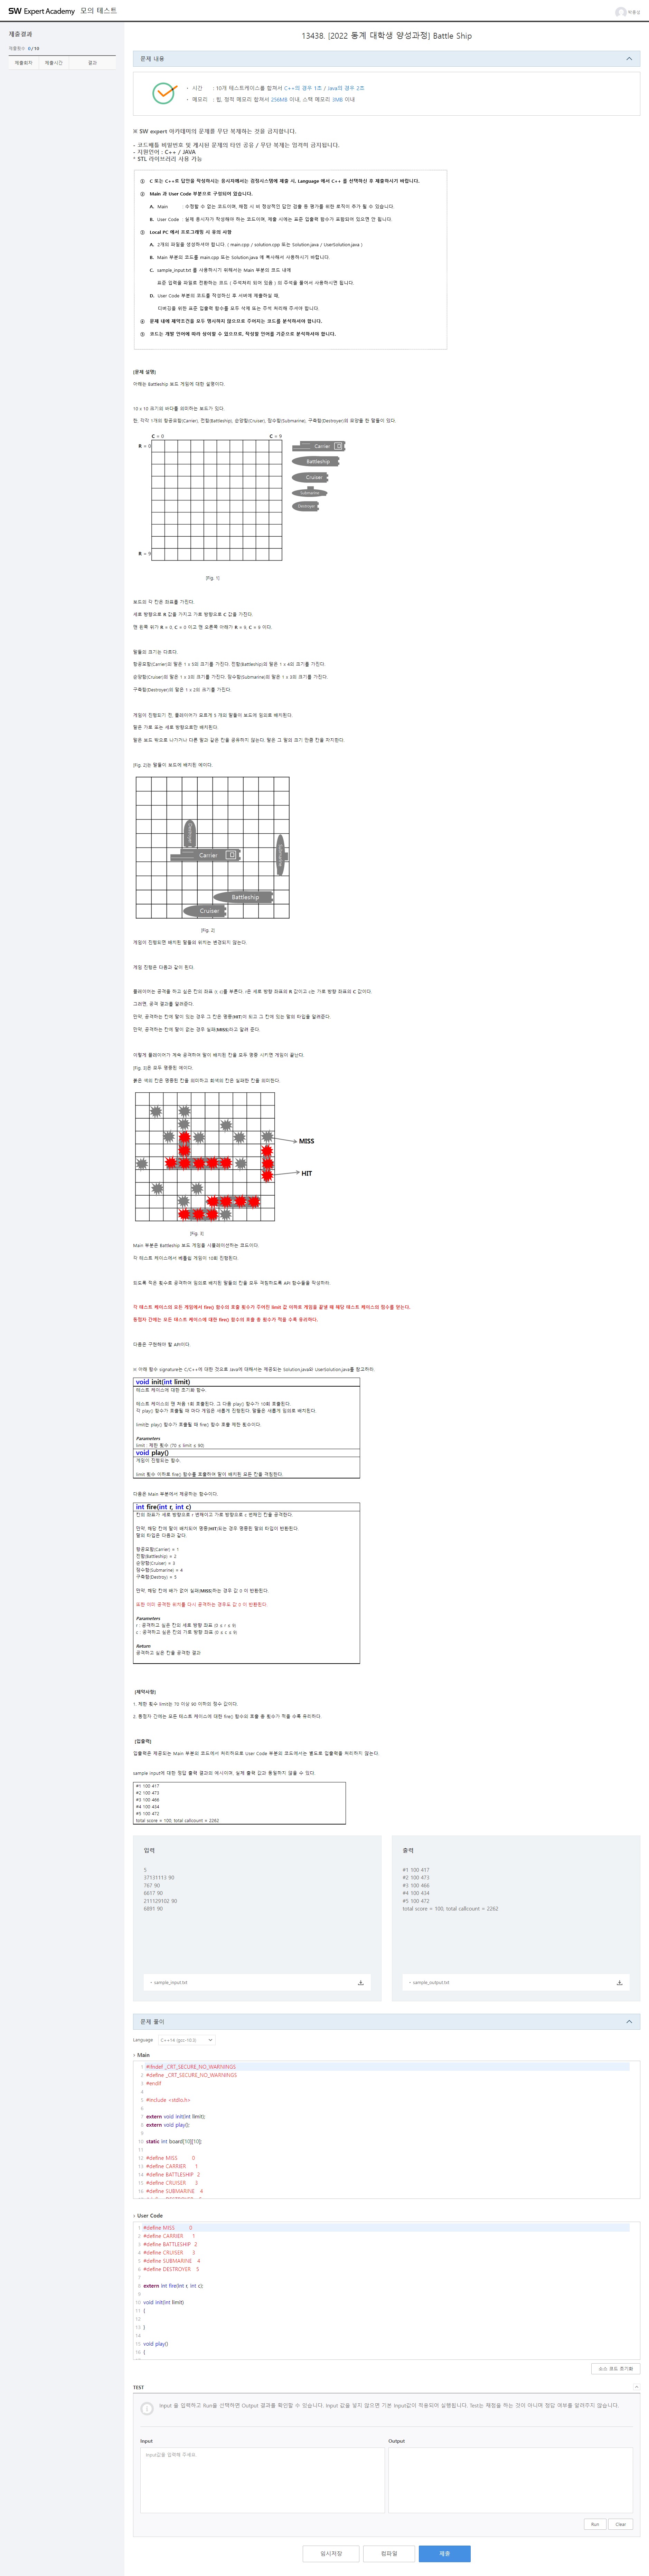 SW Expert Academy 모의 테스트
제출결과
제출횟수 0/10
제출회차 제출시간 결과
13438. [2022 동계 대학생 양성과정] Battle Ship
문제 내용
시간 : 10개 테스트케이스를 합쳐서 C++의 경우 1초 / Java의 경우 2초
메모리 : 힙, 정적 메모리 합쳐서 256MB 이내, 스택 메모리 1MB 이내
※ SW expert 아카데미의 문제를 무단 복제하는 것을 금지합니다.
- 코드배틀 비밀번호 및 게시된 문제의 타인 공유 / 무단 복제는 엄격히 금지됩니다.
- 지원언어 : C++ / JAVA
* STL 라이브러리 사용 가능
① C 또는 C++로 답안을 작성하시는 응시자께서는 검정시스템에 제출 시, Language 에서 C++ 를 선택하신 후 제출하시기 바랍니다.
② Main 과 User Code 부분으로 구성되어 있습니다.
A. Main : 수정할 수 없는 코드이며, 채점 시 비 정상적인 답안 검출 등 평가를 위한 로직이 추가 될 수 있습니다.
B. User Code : 실제 응시자가 작성해야 하는 코드이며, 제출 시에는 표준 입출력 함수가 포함되어 있으면 안 됩니다.
③ Local PC 에서 프로그래밍 시 유의 사항
A. 2개의 파일을 생성하셔야 합니다. ( main.cpp / solution.cpp 또는 Solution.java / UserSolution.java )
B. Main 부분의 코드를 main.cpp 또는 Solution.java 에 복사해서 사용하시기 바랍니다.
C. sample_input.txt 를 사용하시기 위해서는 Main 부분의 코드 내에
표준 입력을 파일로 전환하는 코드 ( 주석처리 되어 있음 ) 의 주석을 풀어서 사용하시면 됩니다.
D. User Code 부분의 코드를 작성하신 후 서버에 제출하실 때,
디버깅을 위한 표준 입출력 함수를 모두 삭제 또는 주석 처리해 주셔야 합니다.
④ 문제 내에 제약조건을 모두 명시하지 않으므로 주어지는 코드를 분석하셔야 합니다.
⑤ 코드는 개발 언어에 따라 상이할 수 있으므로, 작성할 언어를 기준으로 분석하셔야 합니다.
[문제 설명]
아래는 Battleship 보드 게임에 대한 설명이다.
10 x 10 크기의 바다를 의미하는 보드가 있다.
한, 각각 1개의 항공모함(Carrier), 전함(Battleship), 순양함(Cruiser), 잠수함(Submarine), 구축함(Destroyer)의 모양을 한 말들이 있다.
C = 0 C = 9
R = 0
Carrier
Battleship
Cruiser
Submarine
Destroyer
R = 9
[Fig. 1]
보드의 각 칸은 좌표를 가진다.
세로 방향으로 R 값을 가지고 가로 방향으로 C 값을 가진다.
맨 왼쪽 위가 R = 0, C = 0 이고 맨 오른쪽 아래가 R = 9, C = 9 이다.
말들의 크기는 다르다.
항공모함(Carrier)의 말은 1 x 5의 크기를 가진다. 전함(Battleship)의 말은 1 x 4의 크기를 가진다.
순양함(Cruiser)의 말은 1 x 3의 크기를 가진다. 잠수함(Submarine)의 말은 1 x 3의 크기를 가진다.
구축함(Destroyer)의 말은 1 x 2의 크기를 가진다.
게임이 진행되기 전, 플레이어가 모르게 5 개의 말들이 보드에 임의로 배치된다.
말은 가로 또는 세로 방향으로만 배치된다.
말은 보드 밖으로 나가거나 다른 말과 같은 칸을 공유하지 않는다. 말은 그 말의 크기 만큼 칸을 차지한다.
[Fig. 2]는 말들이 보드에 배치된 예이다.
Carrier
Battleship
Cruiser
[Fig. 2]
게임이 진행되면 배치된 말들의 위치는 변경되지 않는다.
게임 진행은 다음과 같이 된다.
플레이어는 공격을 하고 싶은 칸의 좌표 (r, c)를 부른다. r은 세로 방향 좌표의 R 값이고 c는 가로 방향 좌표의 C 값이다.
그러면, 공격 결과를 알려준다.
만약, 공격하는 칸에 말이 있는 경우 그 칸은 명중(HIT)이 되고 그 칸에 있는 말의 타입을 알려준다.
만약, 공격하는 칸에 말이 없는 경우 실패(MISS)라고 알려 준다.
이렇게 플레이어가 계속 공격하여 말이 배치된 칸을 모두 명중 시키면 게임이 끝난다.
[Fig. 3]은 모두 명중된 예이다.
붉은 색의 칸은 명중된 칸을 의미하고 회색의 칸은 실패한 칸을 의미한다.
MISS
HIT
[Fig. 3]
Main 부분은 Battleship 보드 게임을 시뮬레이션하는 코드이다.
각 테스트 케이스에서 배틀쉽 게임이 10회 진행된다.
되도록 적은 횟수로 공격하여 임의로 배치된 말들의 칸을 모두 격침하도록 API 함수들을 작성하라.
각 테스트 케이스의 모든 게임에서 fire() 함수의 호출 횟수가 주어진 limit 값 이하로 게임을 끝낼 때 해당 테스트 케이스의 점수를 얻는다.
동점자 간에는 모든 테스트 케이스에 대한 fire() 함수의 호출 총 횟수가 적을 수록 유리하다.
다음은 구현해야 할 API이다.
※ 아래 함수 signature는 C/C++에 대한 것으로 Java에 대해서는 제공되는 Solution.java와 UserSolution.java를 참고하라.
void init(int limit)
테스트 케이스에 대한 초기화 함수.
테스트 케이스의 맨 처음 1회 호출된다. 그 다음 play() 함수가 10회 호출된다.
각 play() 함수가 호출될 때 마다 게임은 새롭게 진행된다. 말들은 새롭게 임의로 배치된다.
limit는 play() 함수가 호출될 때 fire() 함수 호출 제한 횟수이다.
Parameters
limit : 제한 횟수 (70 ≤ limit ≤ 90)
void play()
게임이 진행되는 함수.
limit 횟수 이하로 fire() 함수를 호출하여 말이 배치된 모든 칸을 격침한다.
다음은 Main 부분에서 제공하는 함수이다.
int fire(int r, int c)
칸의 좌표가 세로 방향으로 r 번째이고 가로 방향으로 c 번째인 칸을 공격한다.
만약, 해당 칸에 말이 배치되어 명중(HIT)되는 경우 명중된 말의 타입이 반환된다.
말의 타입은 다음과 같다.
항공모함(Carrier) = 1
전함(Battleship) = 2
순양함(Cruiser) = 3
잠수함(Submarine) = 4
구축함(Destroy) = 5
만약, 해당 칸에 배가 없어 실패(MISS)하는 경우 값 0 이 반환된다.
또한 이미 공격한 위치를 다시 공격하는 경우도 값 0 이 반환된다.
Parameters
r : 공격하고 싶은 칸의 세로 방향 좌표 (0 ≤ r ≤ 9)
c : 공격하고 싶은 칸의 가로 방향 좌표 (0 ≤ c ≤ 9)
Return
공격하고 싶은 칸을 공격한 결과
[제약사항]
1. 제한 횟수 limit는 70 이상 90 이하의 정수 값이다.
2. 동점자 간에는 모든 테스트 케이스에 대한 fire() 함수의 호출 총 횟수가 적을 수록 유리하다.
[입출력]
입출력은 제공되는 Main 부분의 코드에서 처리하므로 User Code 부분의 코드에서는 별도로 입출력을 처리하지 않는다.
sample input에 대한 정답 출력 결과의 예시이며, 실제 출력 값과 동일하지 않을 수 있다.
#1 100 417
#2 100 473
#3 100 466
#4 100 434
#5 100 472
total score = 100, total callcount = 2262
입력
5
37131113 90
767 90
6617 90
211129102 90
6891 90
sample_input.txt
출력
#1 100 417
#2 100 473
#3 100 466
#4 100 434
#5 100 472
total score = 100, total callcount = 2262
sample_output.txt
문제 풀이
Language C++14 (gcc-10.2)
› Main
1 #ifndef _CRT_SECURE_NO_WARNINGS
2 #define _CRT_SECURE_NO_WARNINGS
3 #endif
4
5 #include <stdio.h>
6
7 extern void init(int limit);
8 extern void play();
9
10 static int board[10][10];
11
12 #define MISS 0
13 #define CARRIER 1
14 #define BATTLESHIP 2
15 #define CRUISER 3
16 #define SUBMARINE 4
› User Code
1 #define MISS 0
2 #define CARRIER 1
3 #define BATTLESHIP 2
4 #define CRUISER 3
5 #define SUBMARINE 4
6 #define DESTROYER 5
7
8 extern int fire(int r, int c);
9
10 void init(int limit)
11 {
12
13 }
14
15 void play()
16 {
소스 코드 초기화
TEST
Input 을 입력하고 Run을 선택하면 Output 결과를 확인할 수 있습니다. Input 값을 넣지 않으면 기본 Input값이 적용되어 실행됩니다. Test는 채점을 하는 것이 아니며 정답 여부를 알려주지 않습니다.
Input
Output
Input값을 입력해 주세요.
Run Clear
임시저장 컴파일 제출